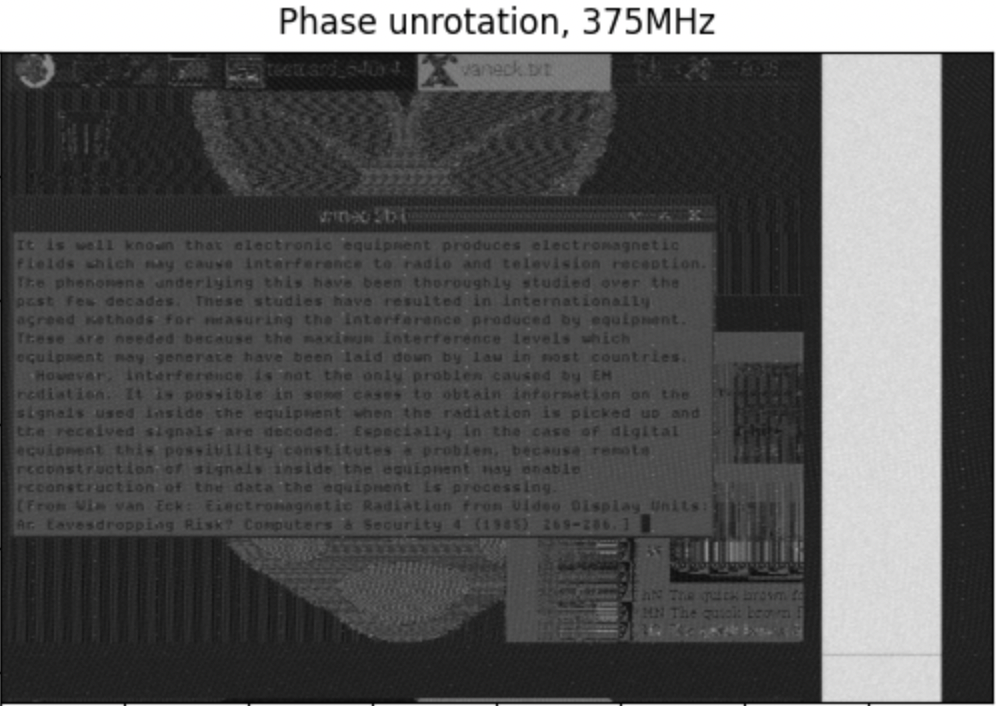 Phase unrotation, 375MHz
vaneck.txt
It is well known that electronic equipment produces electromagnetic
fields which may cause interference to radio and television reception.
The phenomena underlying this have been thoroughly studied over the
past few decades. These studies have resulted in internationally
agreed methods for measuring the interference produced by equipment.
These are needed because the maximum interference levels which
equipment may generate have been laid down by law in most countries.
However, interference is not the only problem caused by EM
radiation. It is possible in some cases to obtain information on the
signals used inside the equipment when the radiation is picked up and
the received signals are decoded. Especially in the case of digital
equipment this possibility constitutes a problem, because remote
reconstruction of signals inside the equipment may enable
reconstruction of the data the equipment is processing.
[From Wim van Eck: Electromagnetic Radiation from Video Display Units:
An Eavesdropping Risk? Computers & Security 4 (1985) 269-286.]
The quick brown fo
MN The quick brown f